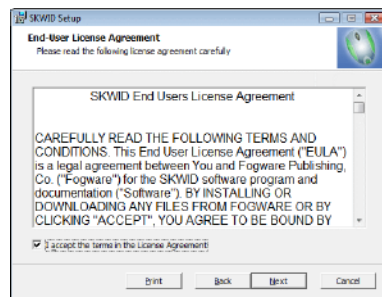 SKWID Setup
End-User License Agreement
Please read the following license agreement carefully
SKWID End Users License Agreement
CAREFULLY READ THE FOLLOWING TERMS AND
CONDITIONS. This End User License Agreement ("EULA")
is a legal agreement between You and Fogware Publishing,
Co. ("Fogware") for the SKWID software program and
documentation ("Software"). BY INSTALLING OR
DOWNLOADING ANY FILES FROM FOGWARE OR BY
CLICKING "ACCEPT", YOU AGREE TO BE BOUND BY
I accept the terms in the License Agreement
Print Back Next Cancel